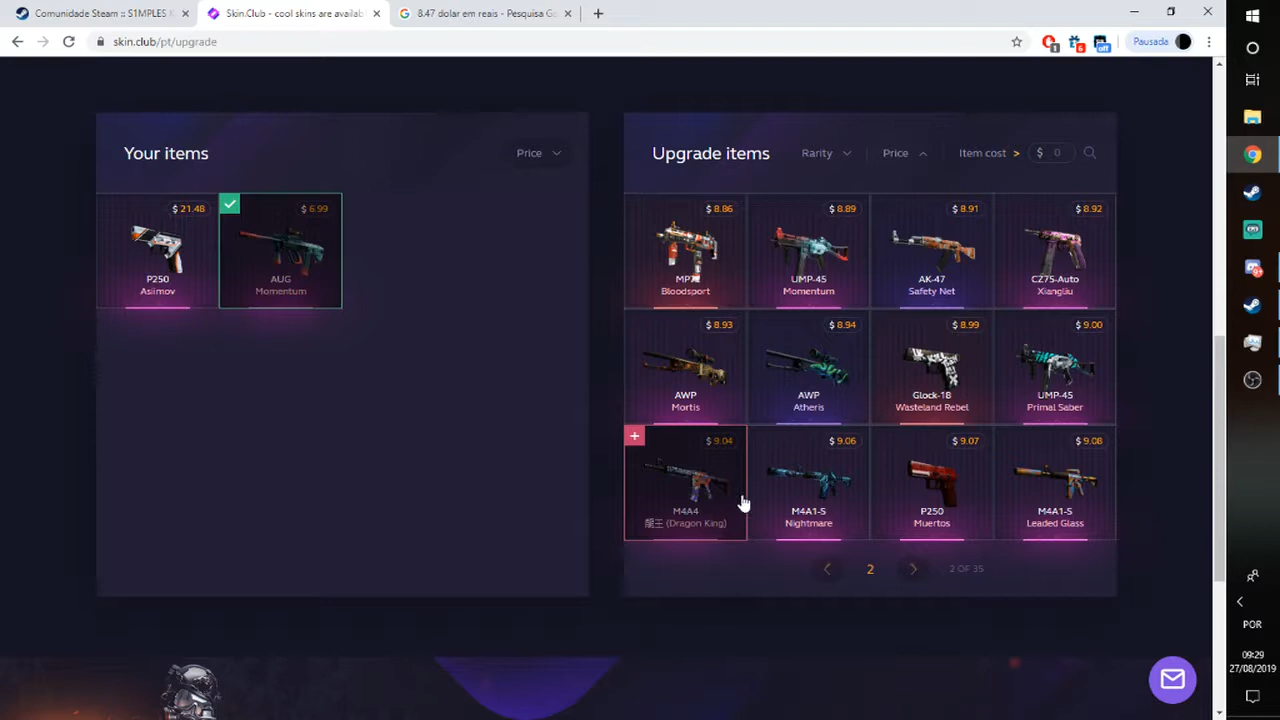 Comunidade Steam :: S1MPLES K
Skin.Club - cool skins are availab
8.47 dolar em reais - Pesquisa Go
skin.club/pt/upgrade
1
6
off
Pausada
Your items
Price
Upgrade items
Rarity
Price
Item cost >
$ 0
$ 21.48
P250
Asiimov
$ 6.99
AUG
Momentum
$ 8.86
MP7
Bloodsport
$ 8.89
UMP-45
Momentum
$ 8.91
AK-47
Safety Net
$ 8.92
CZ75-Auto
Xiangliu
$ 8.93
AWP
Mortis
$ 8.94
AWP
Atheris
$ 8.99
Glock-18
Wasteland Rebel
$ 9.00
UMP-45
Primal Saber
$ 9.04
M4A4
龍王 (Dragon King)
$ 9.06
M4A1-S
Nightmare
$ 9.07
P250
Muertos
$ 9.08
M4A1-S
Leaded Glass
2
2 OF 35
POR
09:29
27/08/2019